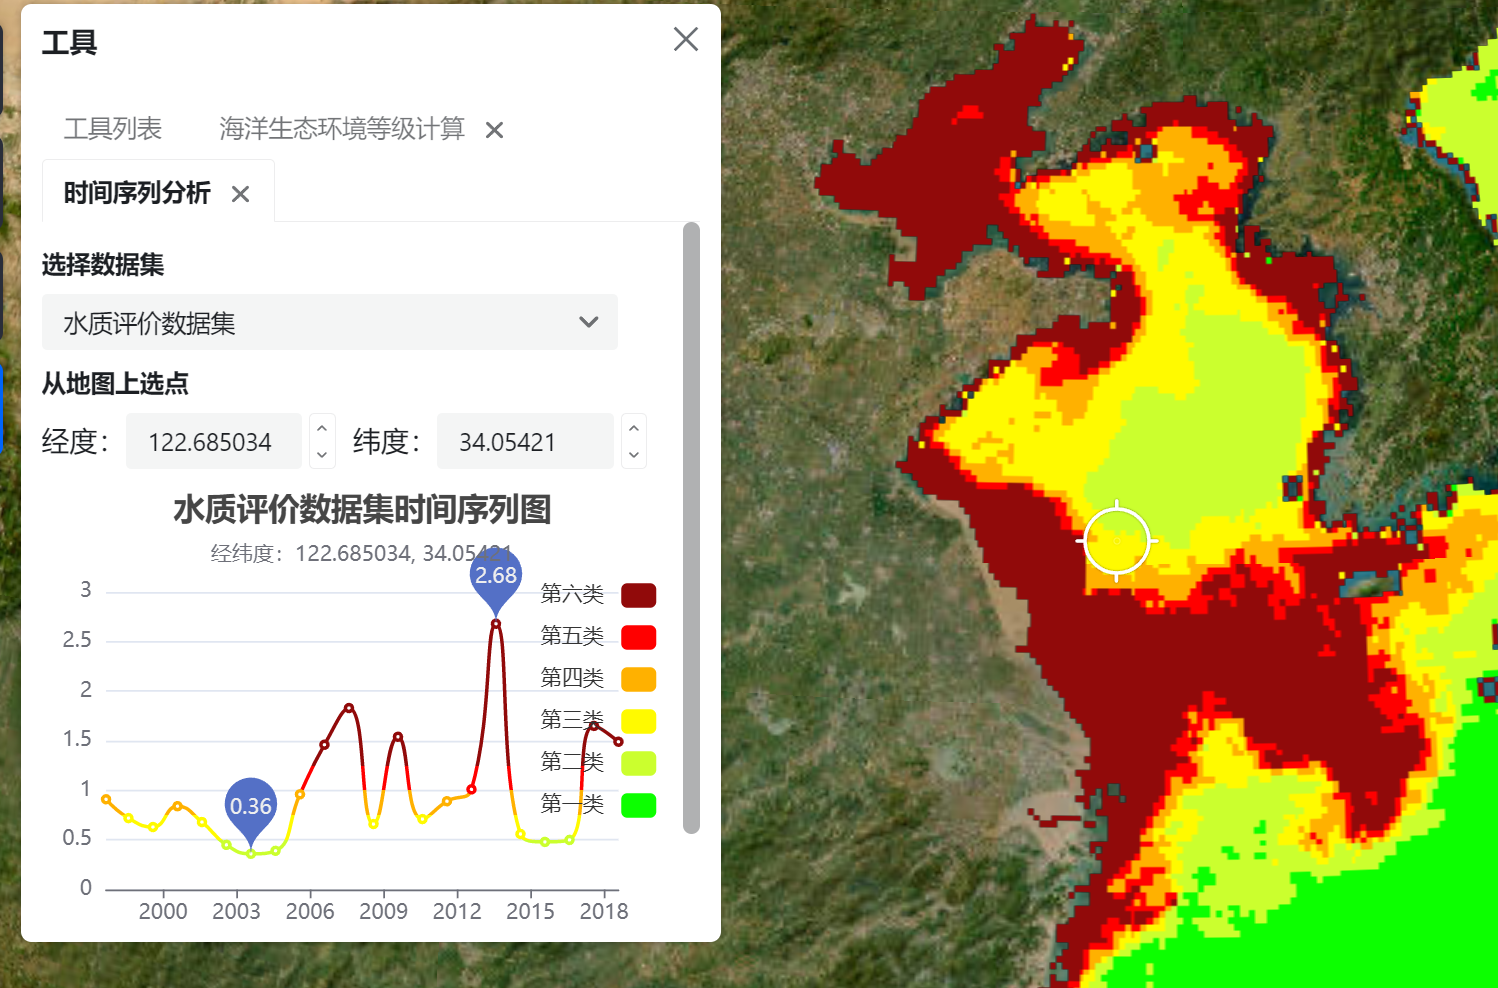 工具
工具列表
海洋生态环境等级计算
时间序列分析
选择数据集
水质评价数据集
从地图上选点
经度：
122.685034
纬度：
34.05421
水质评价数据集时间序列图
经纬度：122.685034, 34.05421
2.68
0.36
3
2.5
2
1.5
1
0.5
0
2000
2003
2006
2009
2012
2015
2018
第六类
第五类
第四类
第三类
第二类
第一类